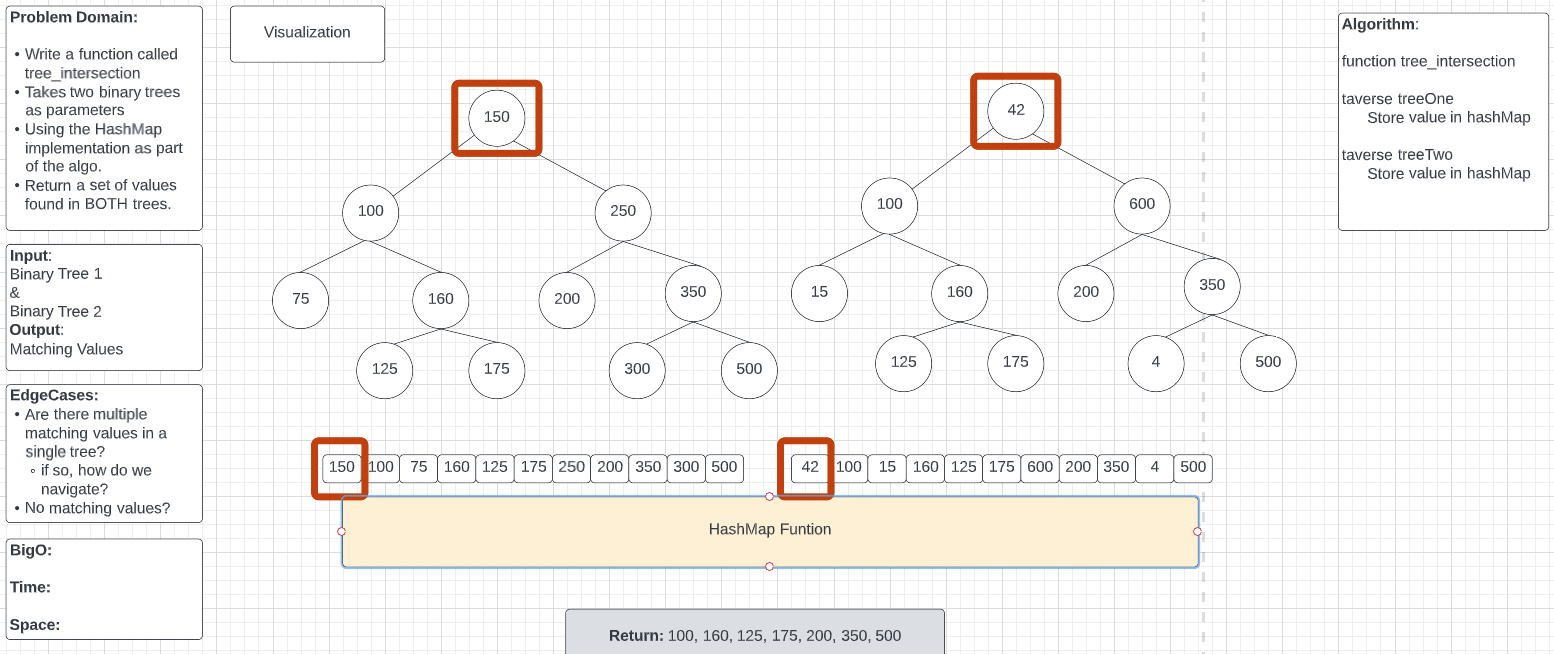 Problem Domain:
• Write a function called
tree_intersection
• Takes two binary trees
as parameters
• Using the HashMap
implementation as part
of the algo.
• Return a set of values
found in BOTH trees.
Input:
Binary Tree 1
&
Binary Tree 2
Output:
Matching Values
EdgeCases:
• Are there multiple
matching values in a
single tree?
◦ if so, how do we
navigate?
• No matching values?
BigO:
Time:
Space:
Visualization
150
100
250
75
160
200
350
125
175
300
500
42
100
600
15
160
200
350
125
175
4
500
150 100 75 160 125 175 250 200 350 300 500
42 100 15 160 125 175 600 200 350 4 500
HashMap Funtion
Return: 100, 160, 125, 175, 200, 350, 500
Algorithm:
function tree_intersection
taverse treeOne
Store value in hashMap
taverse treeTwo
Store value in hashMap